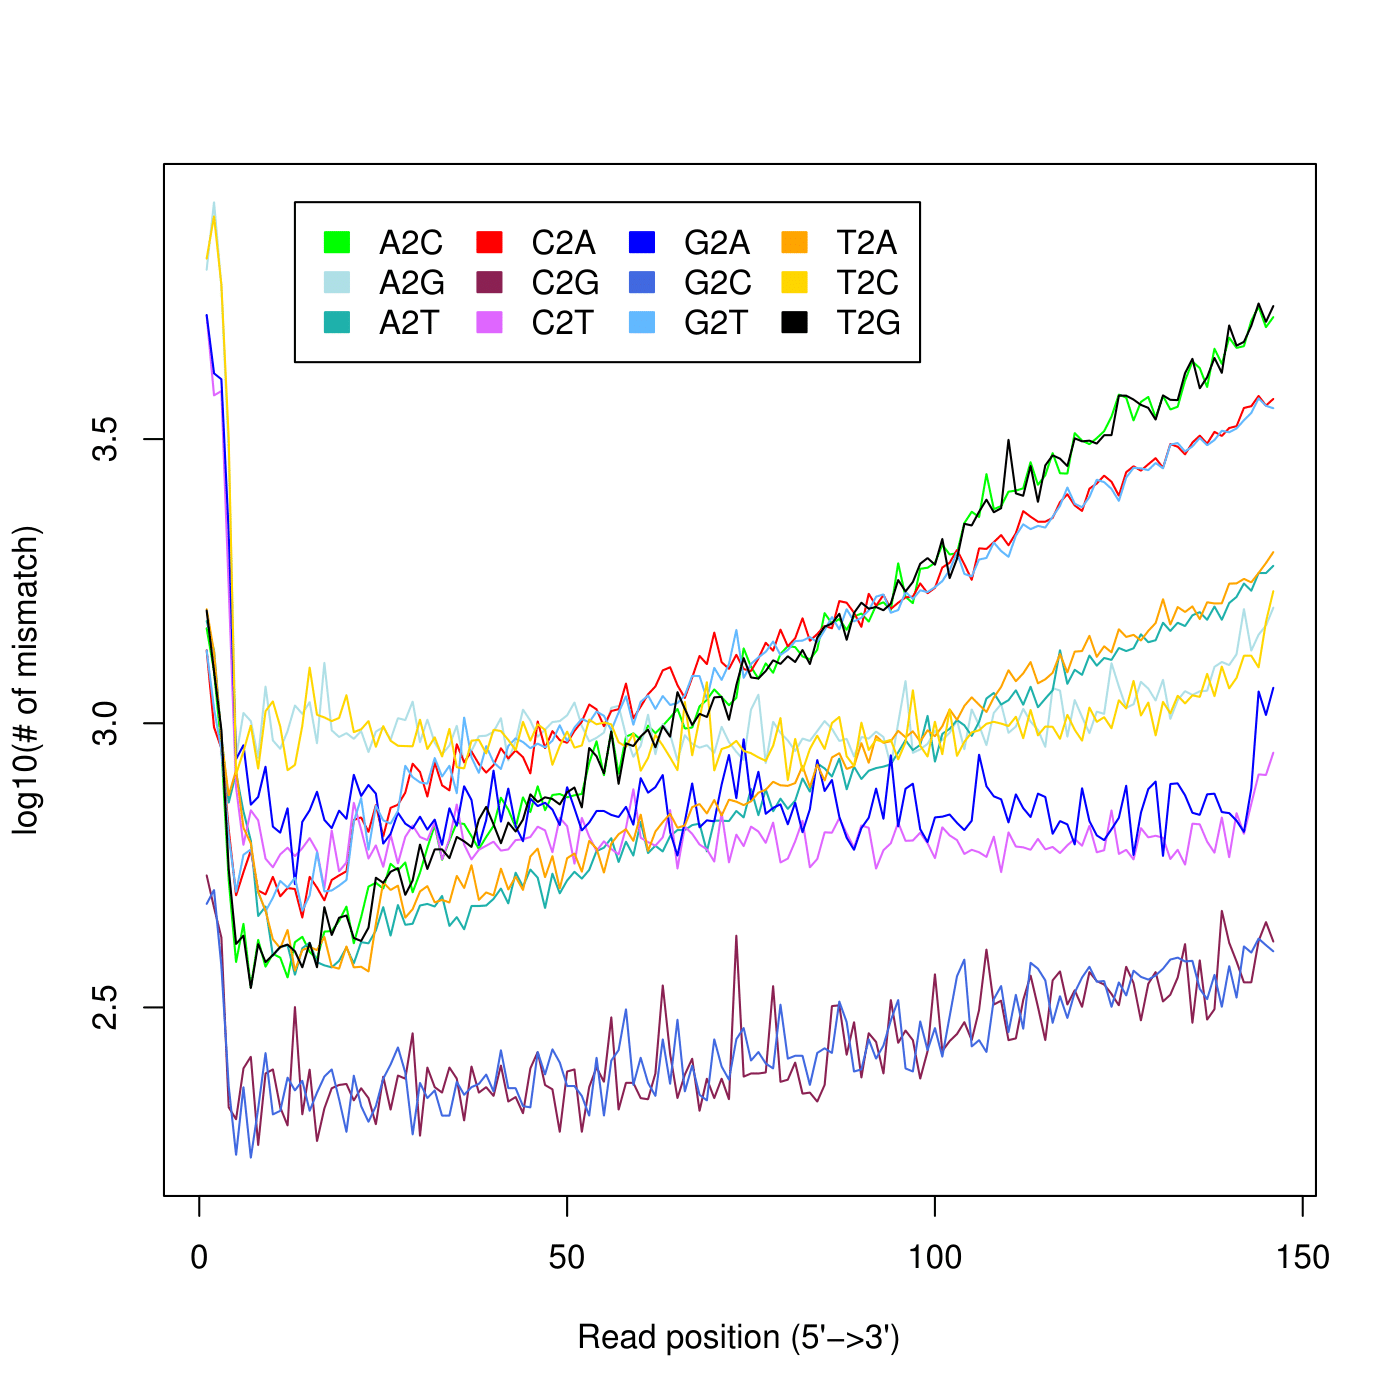 A2C C2A G2A T2A
A2G C2G G2C T2C
A2T C2T G2T T2G
log10(# of mismatch)
3.5
3.0
2.5
0 50 100 150
Read position (5'−>3')